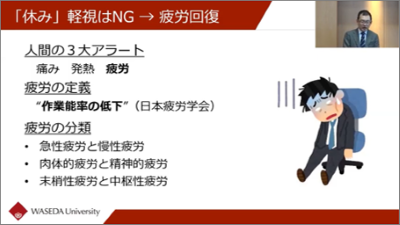 「休み」軽視はNG → 疲労回復
人間の3大アラート
痛み 発熱 疲労
疲労の定義
“作業能率の低下”（日本疲労学会）
疲労の分類
• 急性疲労と慢性疲労
• 肉体的疲労と精神的疲労
• 末梢性疲労と中枢性疲労
WASEDA University